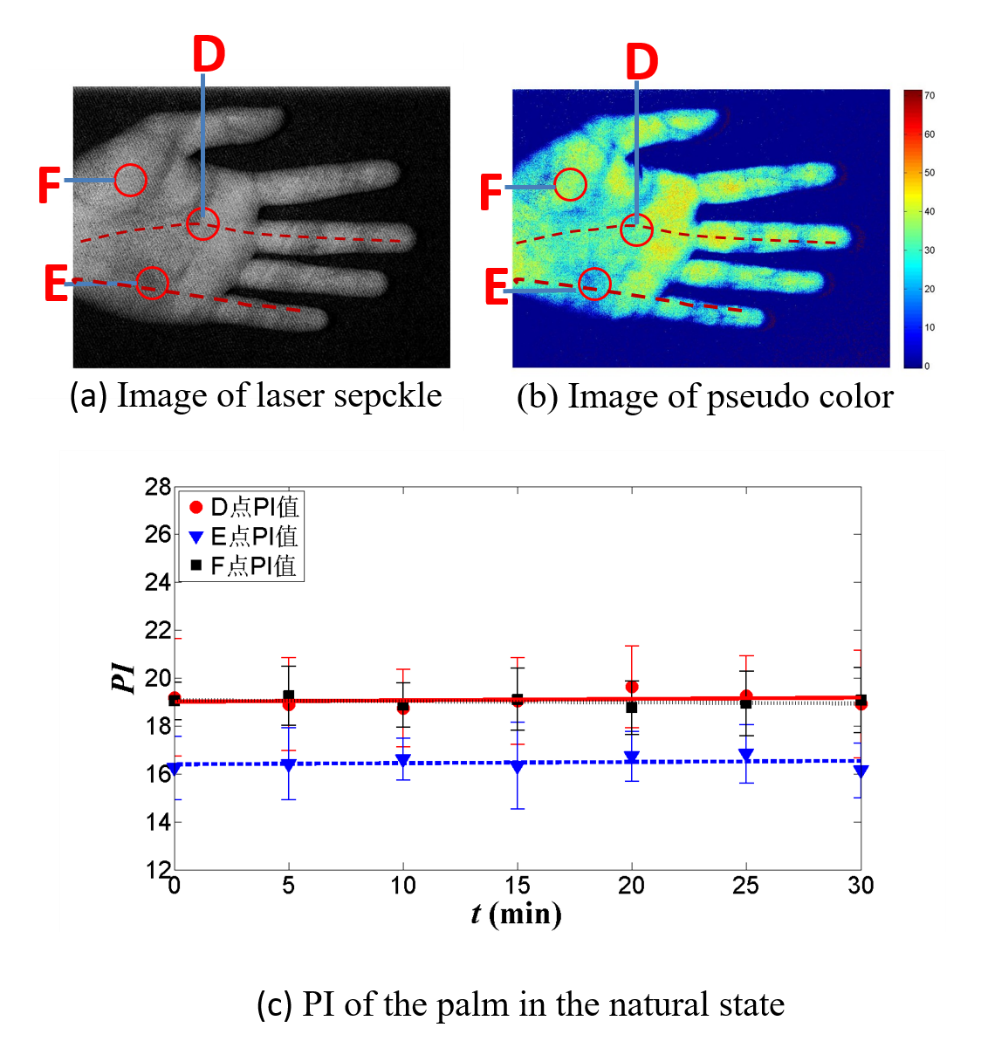 D
D
F
F
E
E
70
60
50
40
30
20
10
0
(a) Image of laser sepckle
(b) Image of pseudo color
28
26
24
22
20
18
16
14
12
PI
D点PI值
E点PI值
F点PI值
0 5 10 15 20 25 30
t (min)
(c) PI of the palm in the natural state